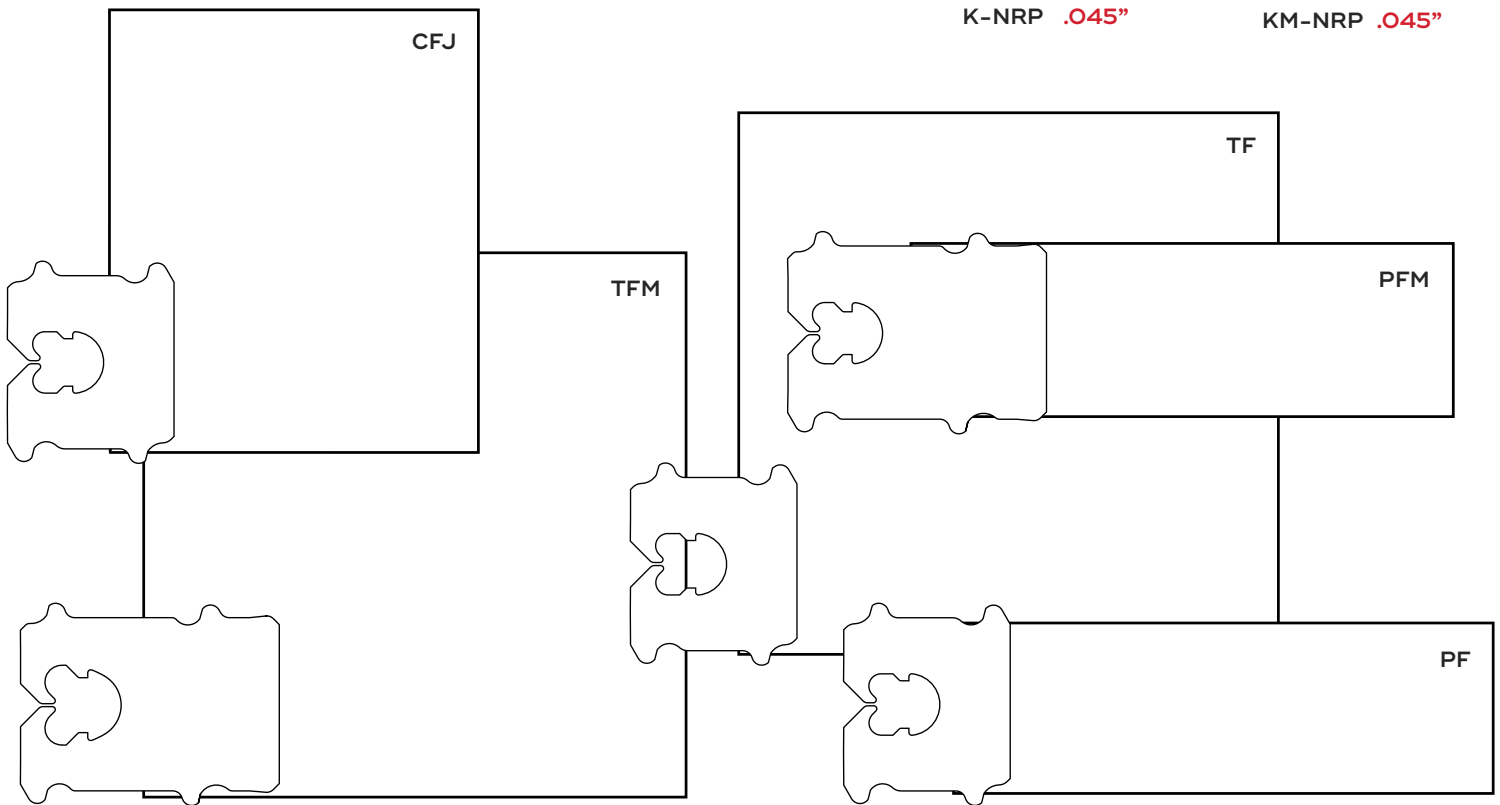 K-NRP .045” KM-NRP .045”
CFJ
TF
PFM
TFM
PF